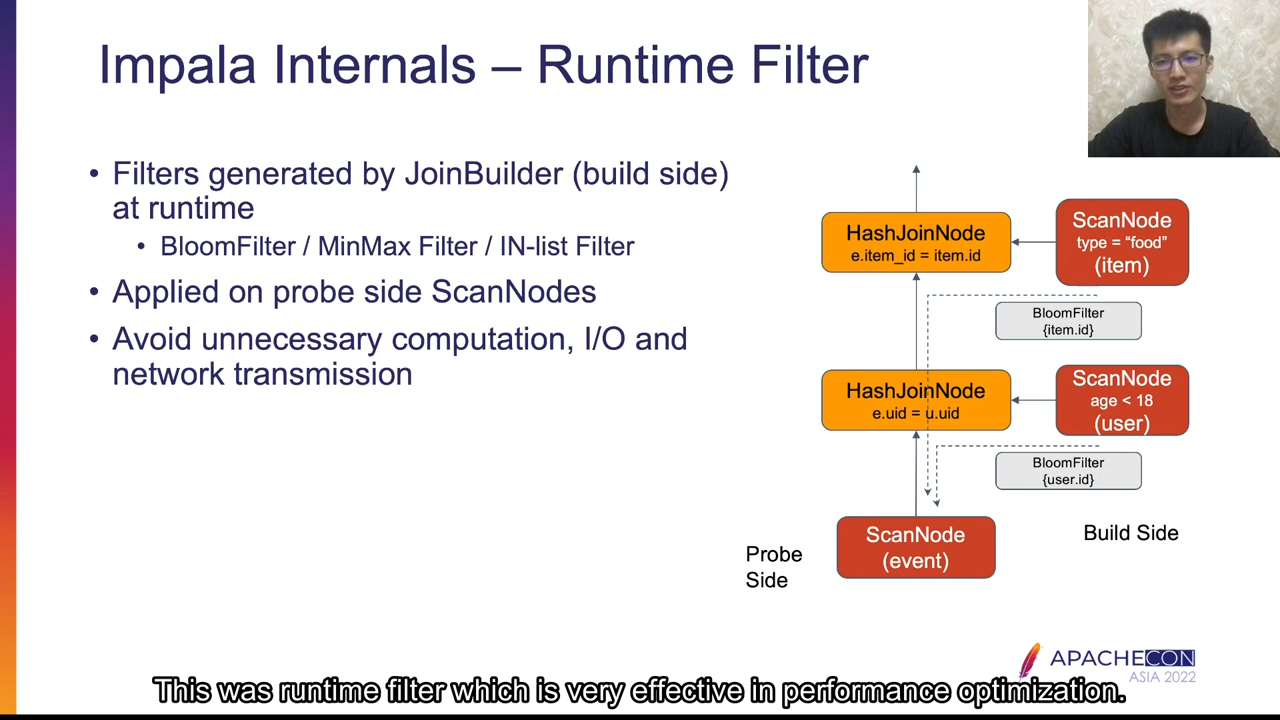 Impala Internals – Runtime Filter
• Filters generated by JoinBuilder (build side)
at runtime
• BloomFilter / MinMax Filter / IN-list Filter
• Applied on probe side ScanNodes
• Avoid unnecessary computation, I/O and
network transmission
HashJoinNode
e.item_id = item.id
ScanNode
type = “food”
(item)
BloomFilter
{item.id}
HashJoinNode
e.uid = u.uid
ScanNode
age < 18
(user)
BloomFilter
{user.id}
ScanNode
(event)
Probe
Side
Build Side
APACHECON
ASIA 2022
This was runtime filter which is very effective in performance optimization.